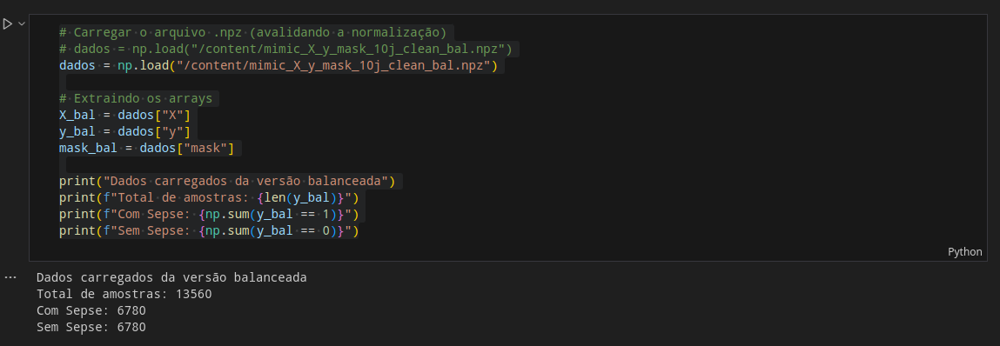 # Carregar o arquivo .npz (avalidando a normalização)
# dados = np.load("/content/mimic_X_y_mask_10j_clean_bal.npz")
dados = np.load("/content/mimic_X_y_mask_10j_clean_bal.npz")
# Extraindo os arrays
X_bal = dados["X"]
y_bal = dados["y"]
mask_bal = dados["mask"]
print("Dados carregados da versão balanceada")
print(f"Total de amostras: {len(y_bal)}")
print(f"Com Sepse: {np.sum(y_bal == 1)}")
print(f"Sem Sepse: {np.sum(y_bal == 0)}")
Python
Dados carregados da versão balanceada
Total de amostras: 13560
Com Sepse: 6780
Sem Sepse: 6780